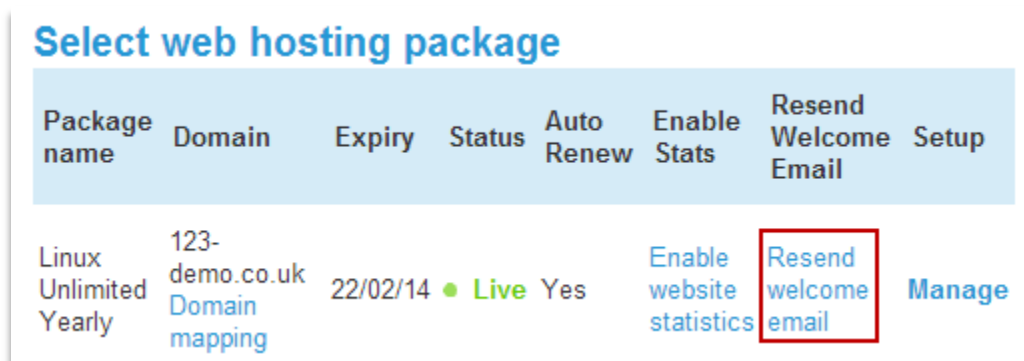 Select web hosting package
Package name Domain Expiry Status Auto Renew Enable Stats Resend Welcome Email Setup
Linux Unlimited Yearly 123-demo.co.uk Domain mapping 22/02/14 Live Yes Enable website statistics Resend welcome email Manage